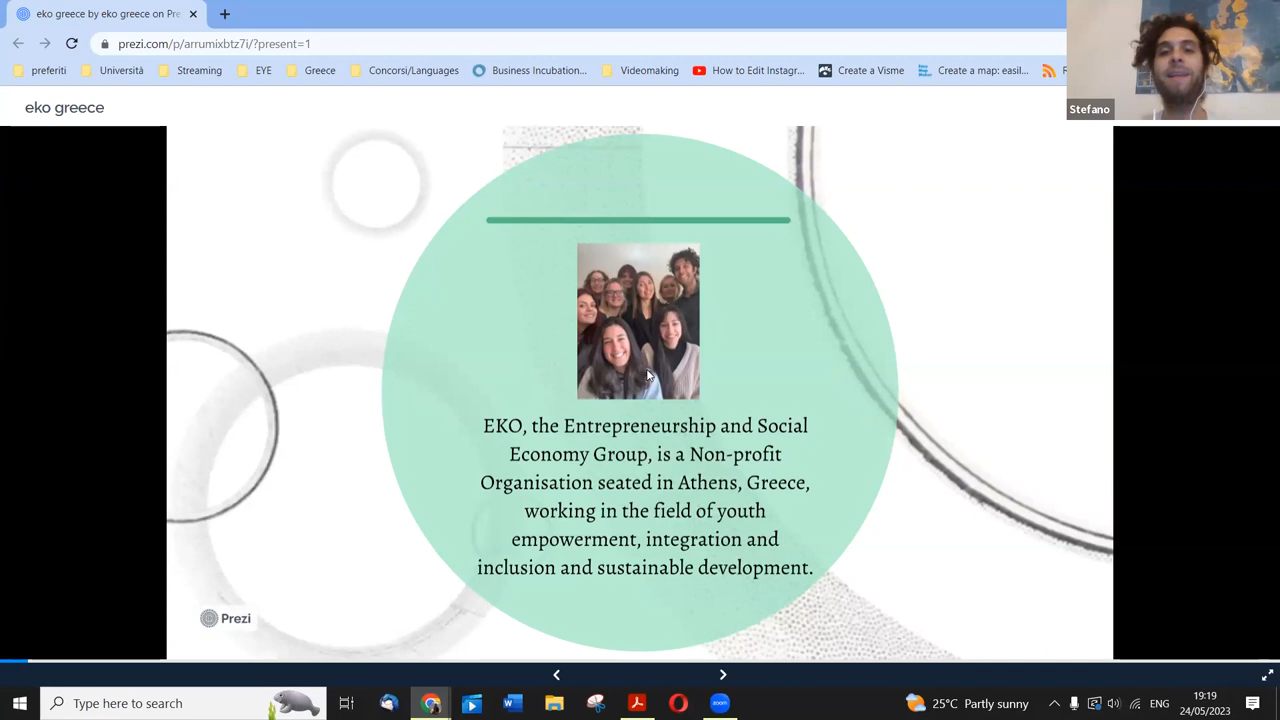 eko greece by eko greece on Pre
prezi.com/p/arrumixbtz7i/?present=1
preferiti
Università
Streaming
EYE
Greece
Concorsi/Languages
Business Incubation...
Videomaking
How to Edit Instagr...
Create a Visme
Create a map: easil...
Stefano
eko greece
EKO, the Entrepreneurship and Social
Economy Group, is a Non-profit
Organisation seated in Athens, Greece,
working in the field of youth
empowerment, integration and
inclusion and sustainable development.
Prezi
Type here to search
zoom
25°C Partly sunny
ENG
19:19
24/05/2023